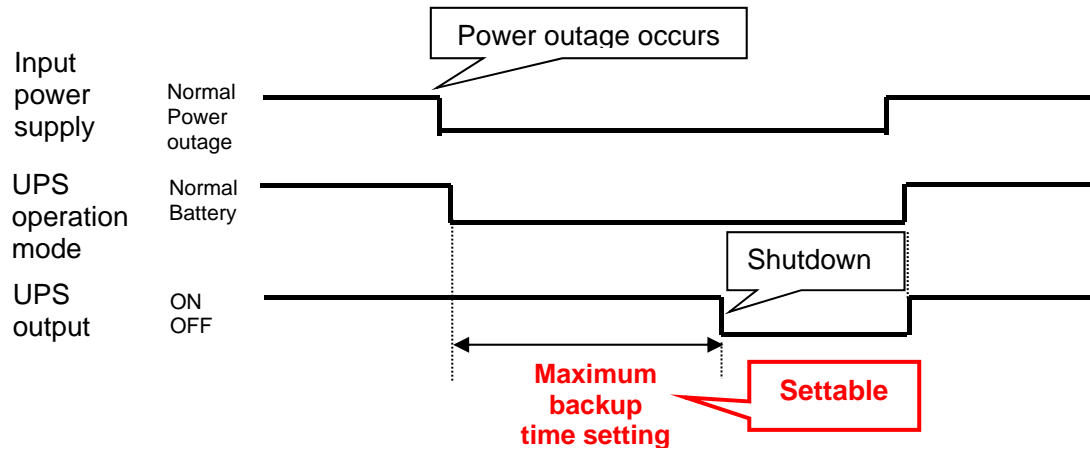 Power outage occurs
Input
power
supply
Normal
Power
outage
UPS
operation
mode
Normal
Battery
Shutdown
UPS
output
ON
OFF
Maximum
backup
time setting
Settable